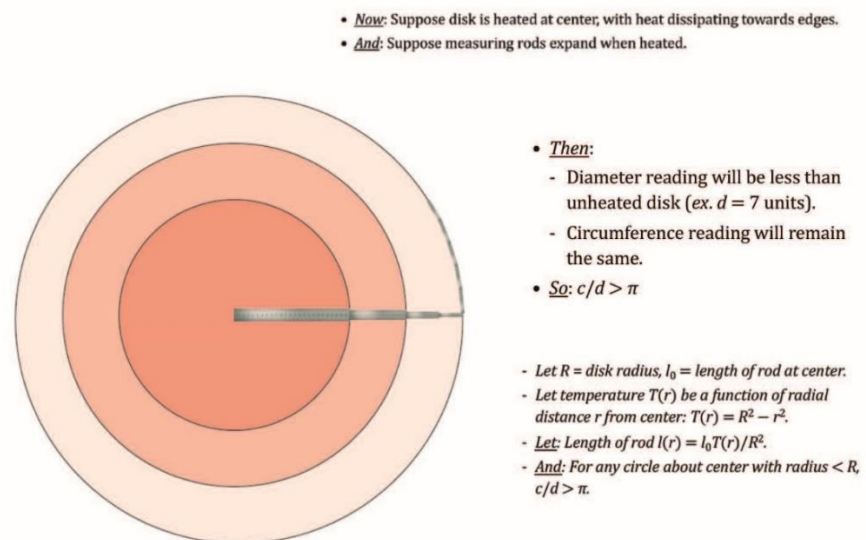 • Now: Suppose disk is heated at center, with heat dissipating towards edges.
• And: Suppose measuring rods expand when heated.
• Then:
- Diameter reading will be less than
unheated disk (ex. d = 7 units).
- Circumference reading will remain
the same.
• So: c/d > π
- Let R = disk radius, l₀ = length of rod at center.
- Let temperature T(r) be a function of radial
distance r from center: T(r) = R² − r².
- Let: Length of rod l(r) = l₀T(r)/R².
- And: For any circle about center with radius < R,
c/d > π.